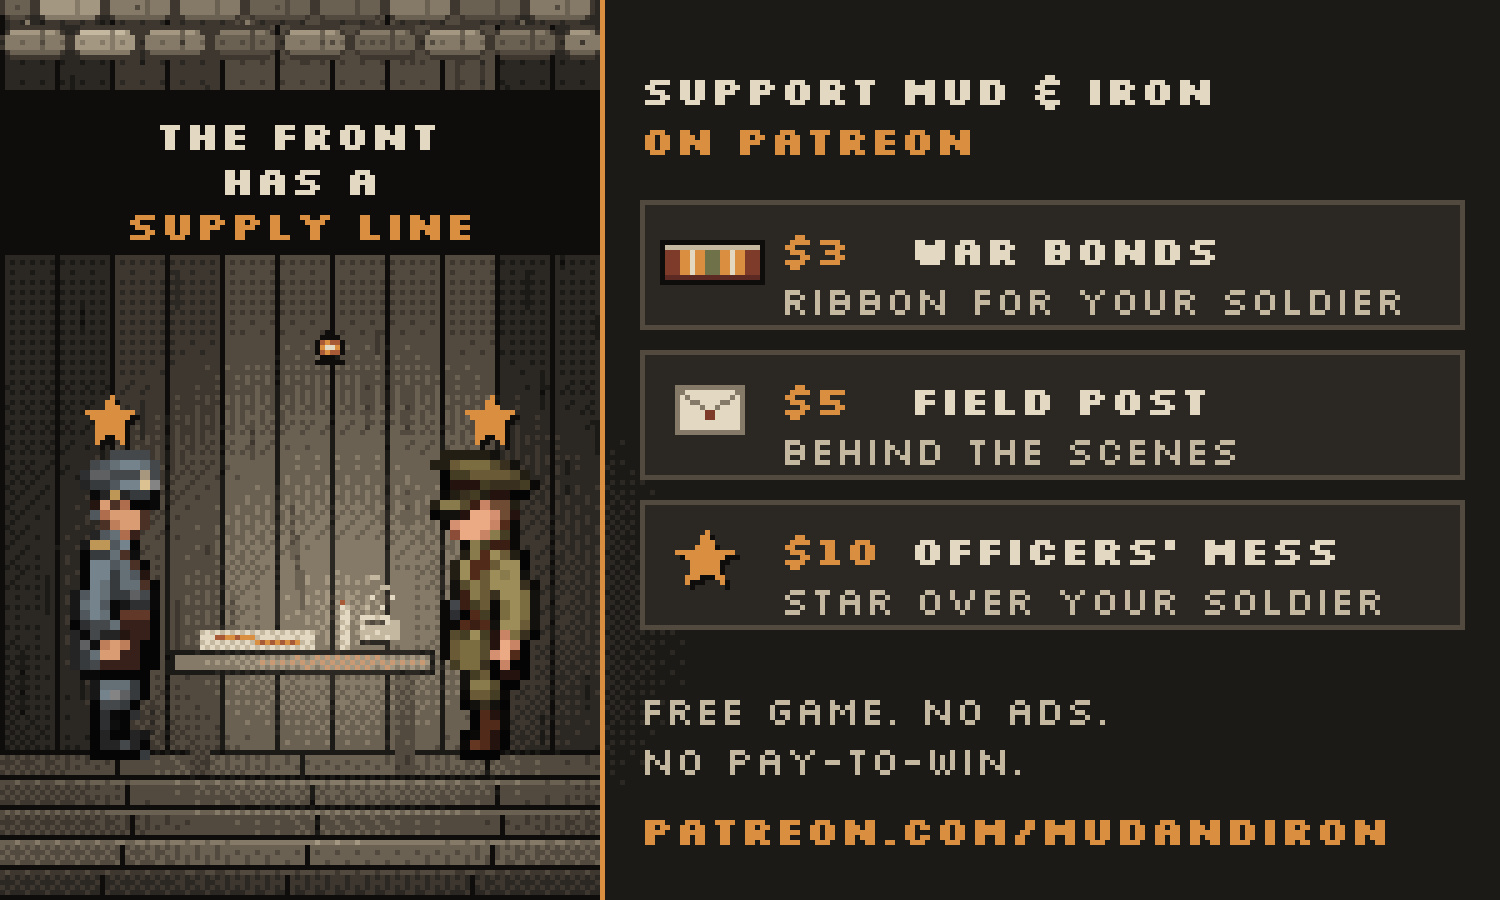 THE FRONT
HAS A
SUPPLY LINE
SUPPORT MUD & IRON
ON PATREON
$3 WAR BONDS
RIBBON FOR YOUR SOLDIER
$5 FIELD POST
BEHIND THE SCENES
$10 OFFICERS' MESS
STAR OVER YOUR SOLDIER
FREE GAME. NO ADS.
NO PAY-TO-WIN.
PATREON.COM/MUDANDIRON